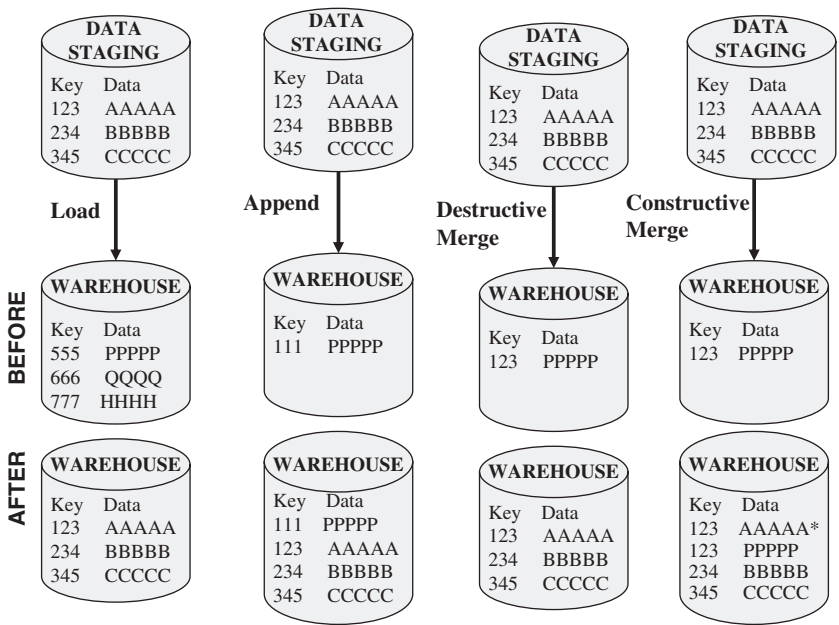 DATA
STAGING
Key Data
123 AAAAA
234 BBBBB
345 CCCCC
DATA
STAGING
Key Data
123 AAAAA
234 BBBBB
345 CCCCC
DATA
STAGING
Key Data
123 AAAAA
234 BBBBB
345 CCCCC
DATA
STAGING
Key Data
123 AAAAA
234 BBBBB
345 CCCCC
Load
Append
Destructive
Merge
Constructive
Merge
BEFORE
WAREHOUSE
Key Data
555 PPPPP
666 QQQQ
777 HHHH
WAREHOUSE
Key Data
111 PPPPP
WAREHOUSE
Key Data
123 PPPPP
WAREHOUSE
Key Data
123 PPPPP
AFTER
WAREHOUSE
Key Data
123 AAAAA
234 BBBBB
345 CCCCC
WAREHOUSE
Key Data
111 PPPPP
123 AAAAA
234 BBBBB
345 CCCCC
WAREHOUSE
Key Data
123 AAAAA
234 BBBBB
345 CCCCC
WAREHOUSE
Key Data
123 AAAAA*
123 PPPPP
234 BBBBB
345 CCCCC